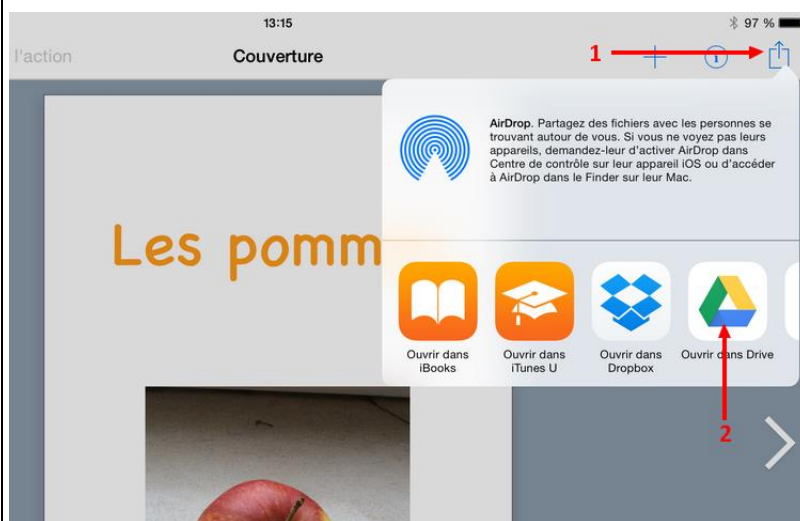 13:15
97 %
l'action
Couverture
1
AirDrop. Partagez des fichiers avec les personnes se
trouvant autour de vous. Si vous ne voyez pas leurs
appareils, demandez-leur d'activer AirDrop dans
Centre de contrôle sur leur appareil iOS ou d'accéder
à AirDrop dans le Finder sur leur Mac.
Les pomm
Ouvrir dans
iBooks
Ouvrir dans
iTunes U
Ouvrir dans
Dropbox
Ouvrir dans Drive
2